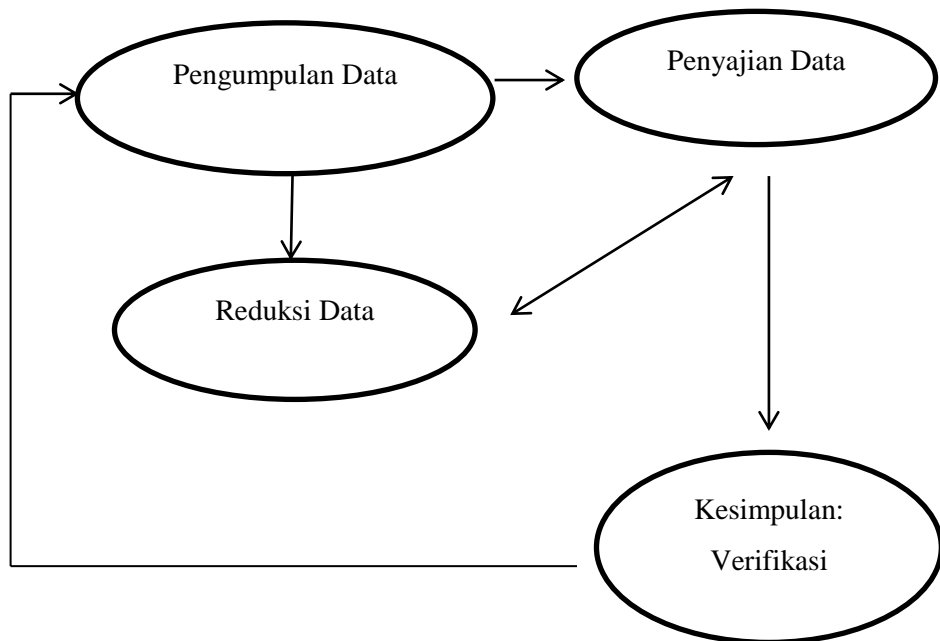 Pengumpulan Data
Penyajian Data
Reduksi Data
Kesimpulan:
Verifikasi